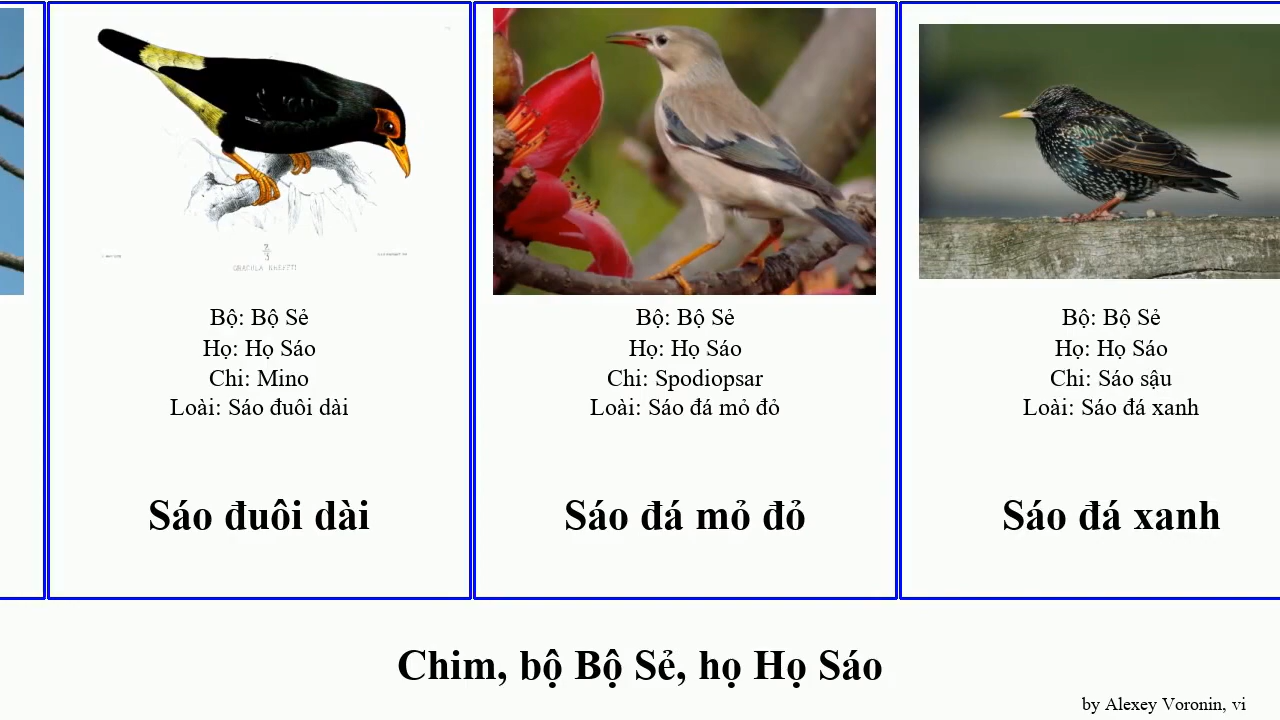 2
3
Bộ: Bộ Sẻ
Họ: Họ Sáo
Chi: Mino
Loài: Sáo đuôi dài
Sáo đuôi dài
Bộ: Bộ Sẻ
Họ: Họ Sáo
Chi: Spodiopsar
Loài: Sáo đá mỏ đỏ
Sáo đá mỏ đỏ
Bộ: Bộ Sẻ
Họ: Họ Sáo
Chi: Sáo sậu
Loài: Sáo đá xanh
Sáo đá xanh
Chim, bộ Bộ Sẻ, họ Họ Sáo
by Alexey Voronin, vi